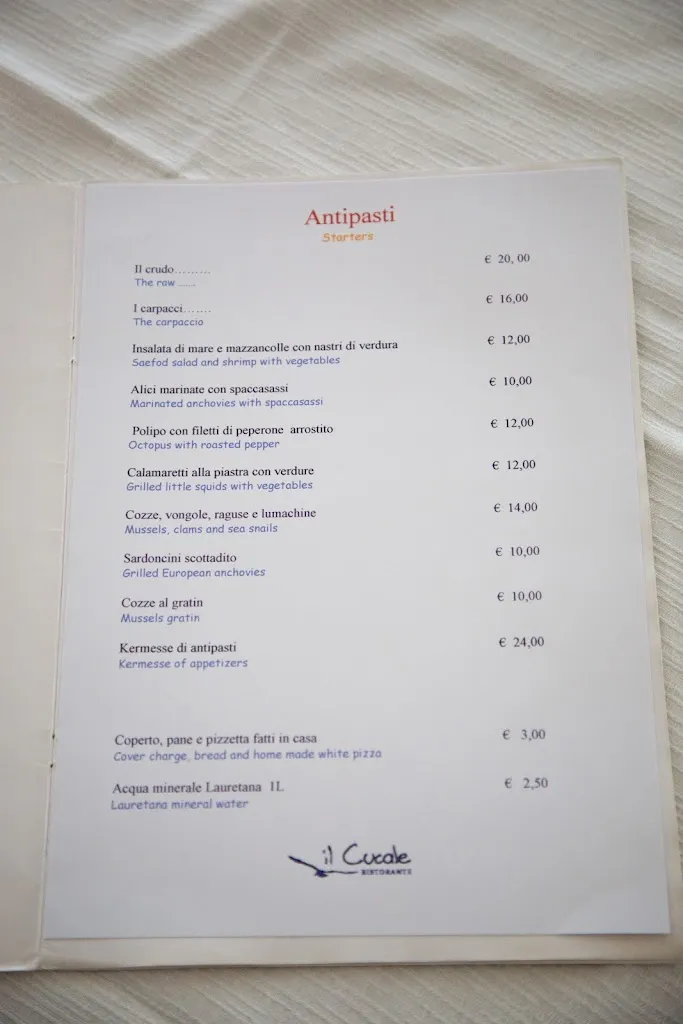 Antipasti
Starters
Il crudo………
€ 20,00
The raw ......
I carpacci…….
€ 16,00
The carpaccio
Insalata di mare e mazzancolle con nastri di verdura
€ 12,00
Saefod salad and shrimp with vegetables
Alici marinate con spaccasassi
€ 10,00
Marinated anchovies with spaccasassi
Polipo con filetti di peperone arrostito
€ 12,00
Octopus with roasted pepper
Calamaretti alla piastra con verdure
€ 12,00
Grilled little squids with vegetables
Cozze, vongole, raguse e lumachine
€ 14,00
Mussels, clams and sea snails
Sardoncini scottadito
€ 10,00
Grilled European anchovies
Cozze al gratin
€ 10,00
Mussels gratin
Kermesse di antipasti
€ 24,00
Kermesse of appetizers
Coperto, pane e pizzetta fatti in casa
€ 3,00
Cover charge, bread and home made white pizza
Acqua minerale Lauretana 1L
€ 2,50
Lauretana mineral water
il Cucale
RISTORANTE